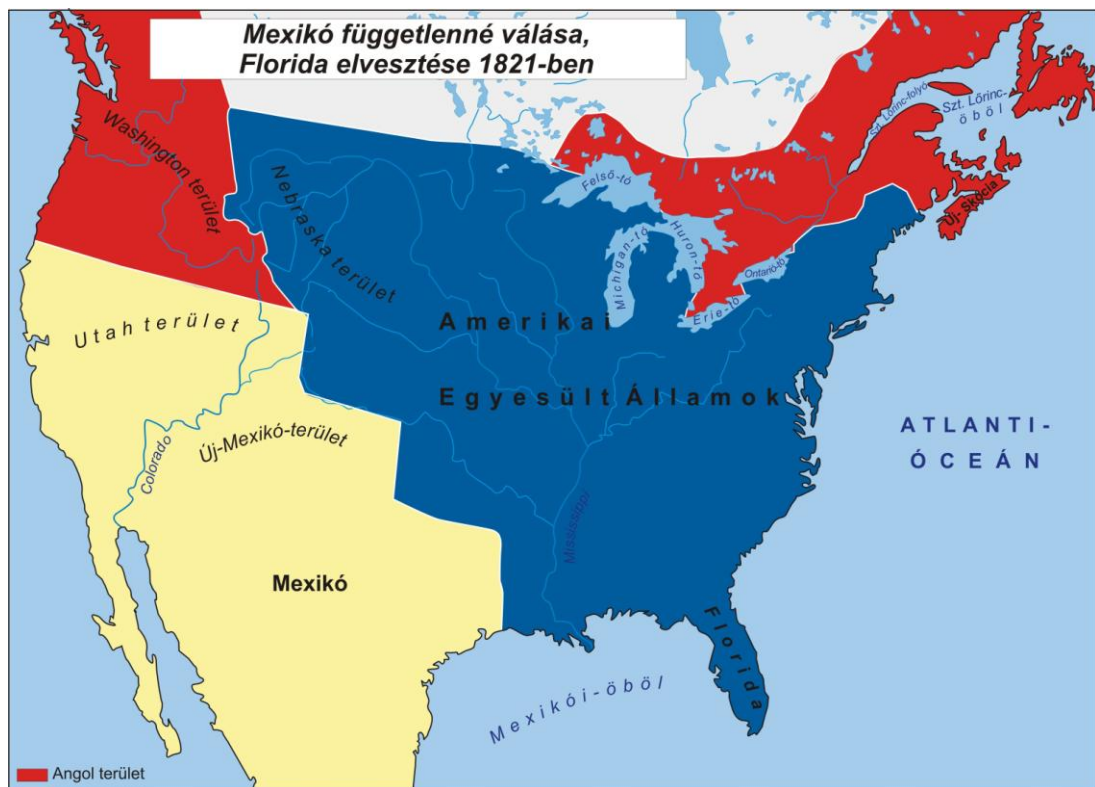 Mexikó függetlenné válása,
Florida elvesztése 1821-ben
Washington terület
Nebraska terület
Felső-tó
Michigan-tó
Huron-tó
Ontarió-tó
Erie-tó
Szt. Lőrinc-folyó
Szt. Lőrinc-
öböl
Új-Skócia
Utah terület
Amerikai
Egyesült Államok
Új-Mexikó-terület
Colorado
ATLANTI-
ÓCEÁN
Mississippi
Mexikó
Florida
Mexikói-öböl
Angol terület